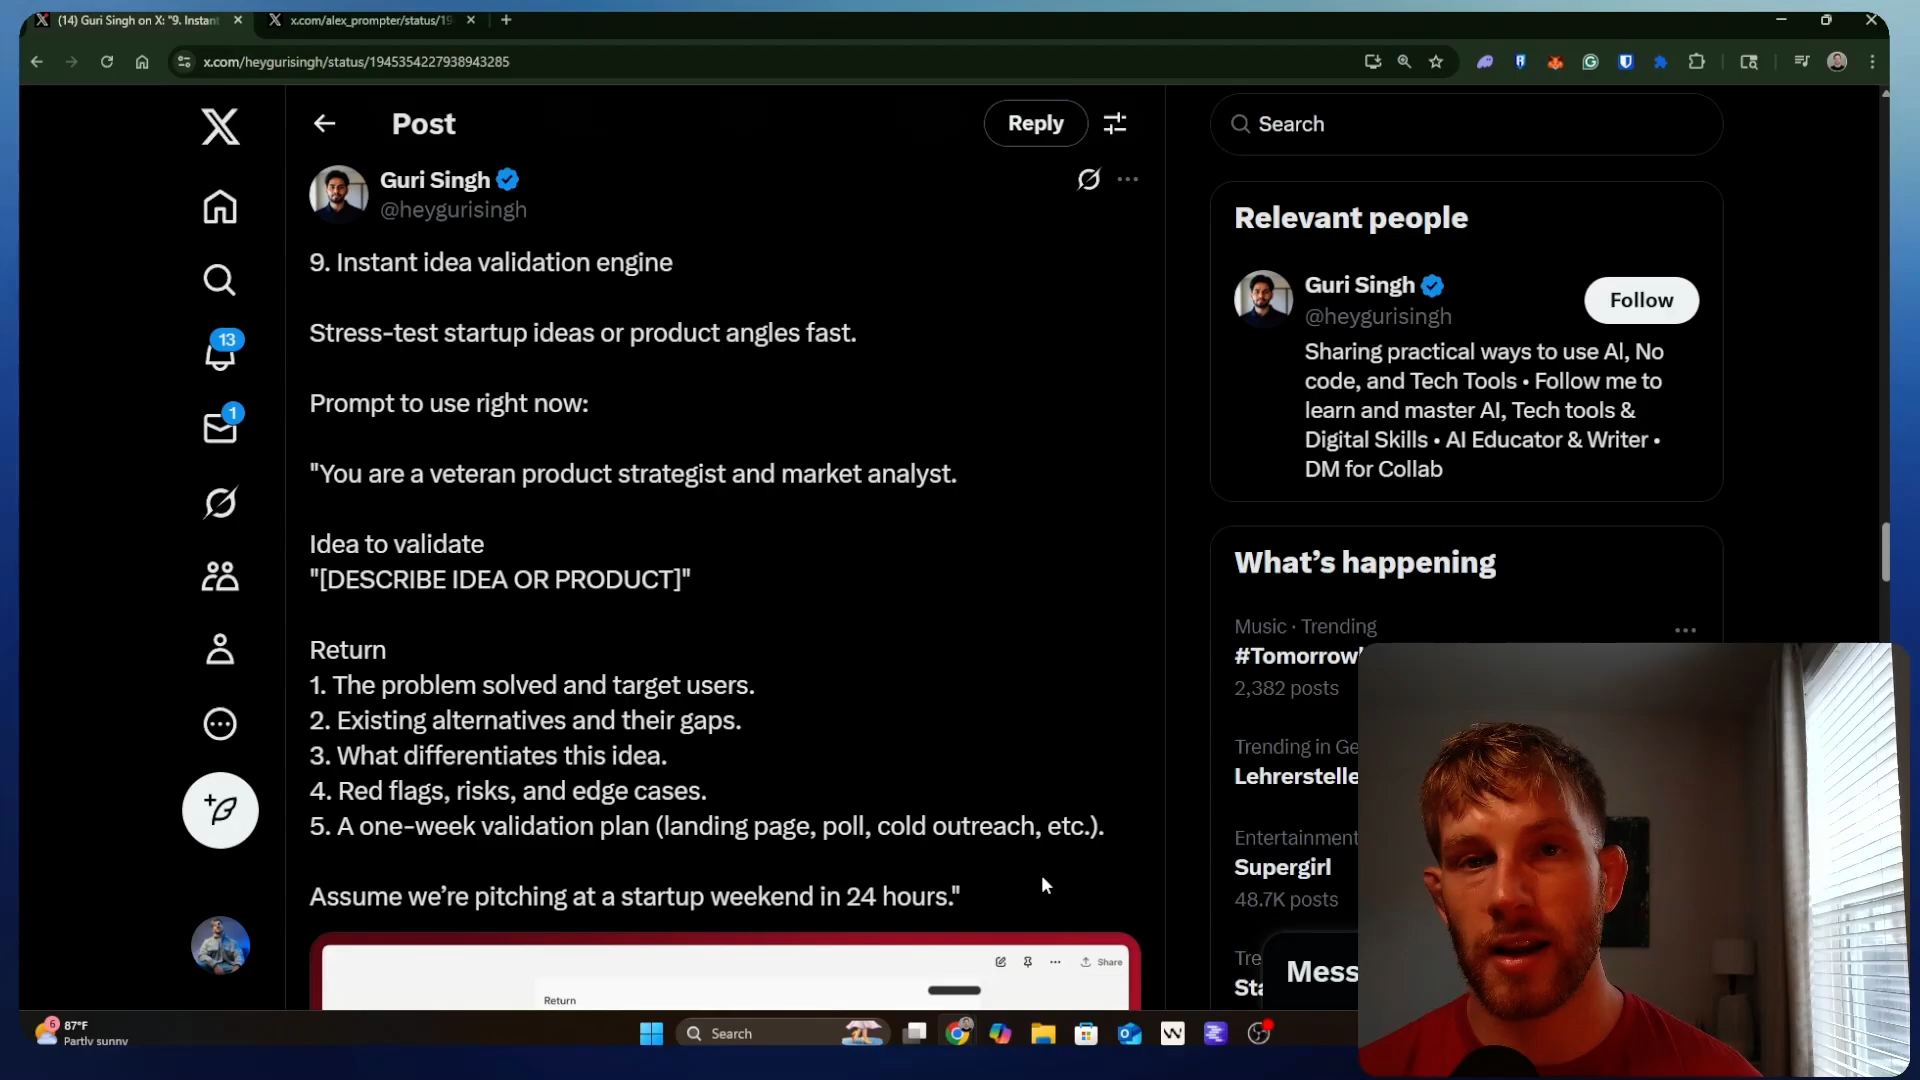 (14) Guri Singh on X: "9. Instant
x.com/alex_prompter/status/19
x.com/heygurisingh/status/1945354227938943285
Post
Reply
Search
Guri Singh
@heygurisingh
9. Instant idea validation engine
Stress-test startup ideas or product angles fast.
Prompt to use right now:
"You are a veteran product strategist and market analyst.
Idea to validate
"[DESCRIBE IDEA OR PRODUCT]"
Return
1. The problem solved and target users.
2. Existing alternatives and their gaps.
3. What differentiates this idea.
4. Red flags, risks, and edge cases.
5. A one-week validation plan (landing page, poll, cold outreach, etc.).
Assume we’re pitching at a startup weekend in 24 hours."
Share
Return
13
1
Relevant people
Guri Singh
@heygurisingh
Follow
Sharing practical ways to use AI, No
code, and Tech Tools • Follow me to
learn and master AI, Tech tools &
Digital Skills • AI Educator & Writer •
DM for Collab
What’s happening
Music · Trending
#Tomorrow
2,382 posts
Trending in Ge
Lehrerstelle
Entertainment
Supergirl
48.7K posts
Tre
Sta
Mess
6
87°F
Partly sunny
Search